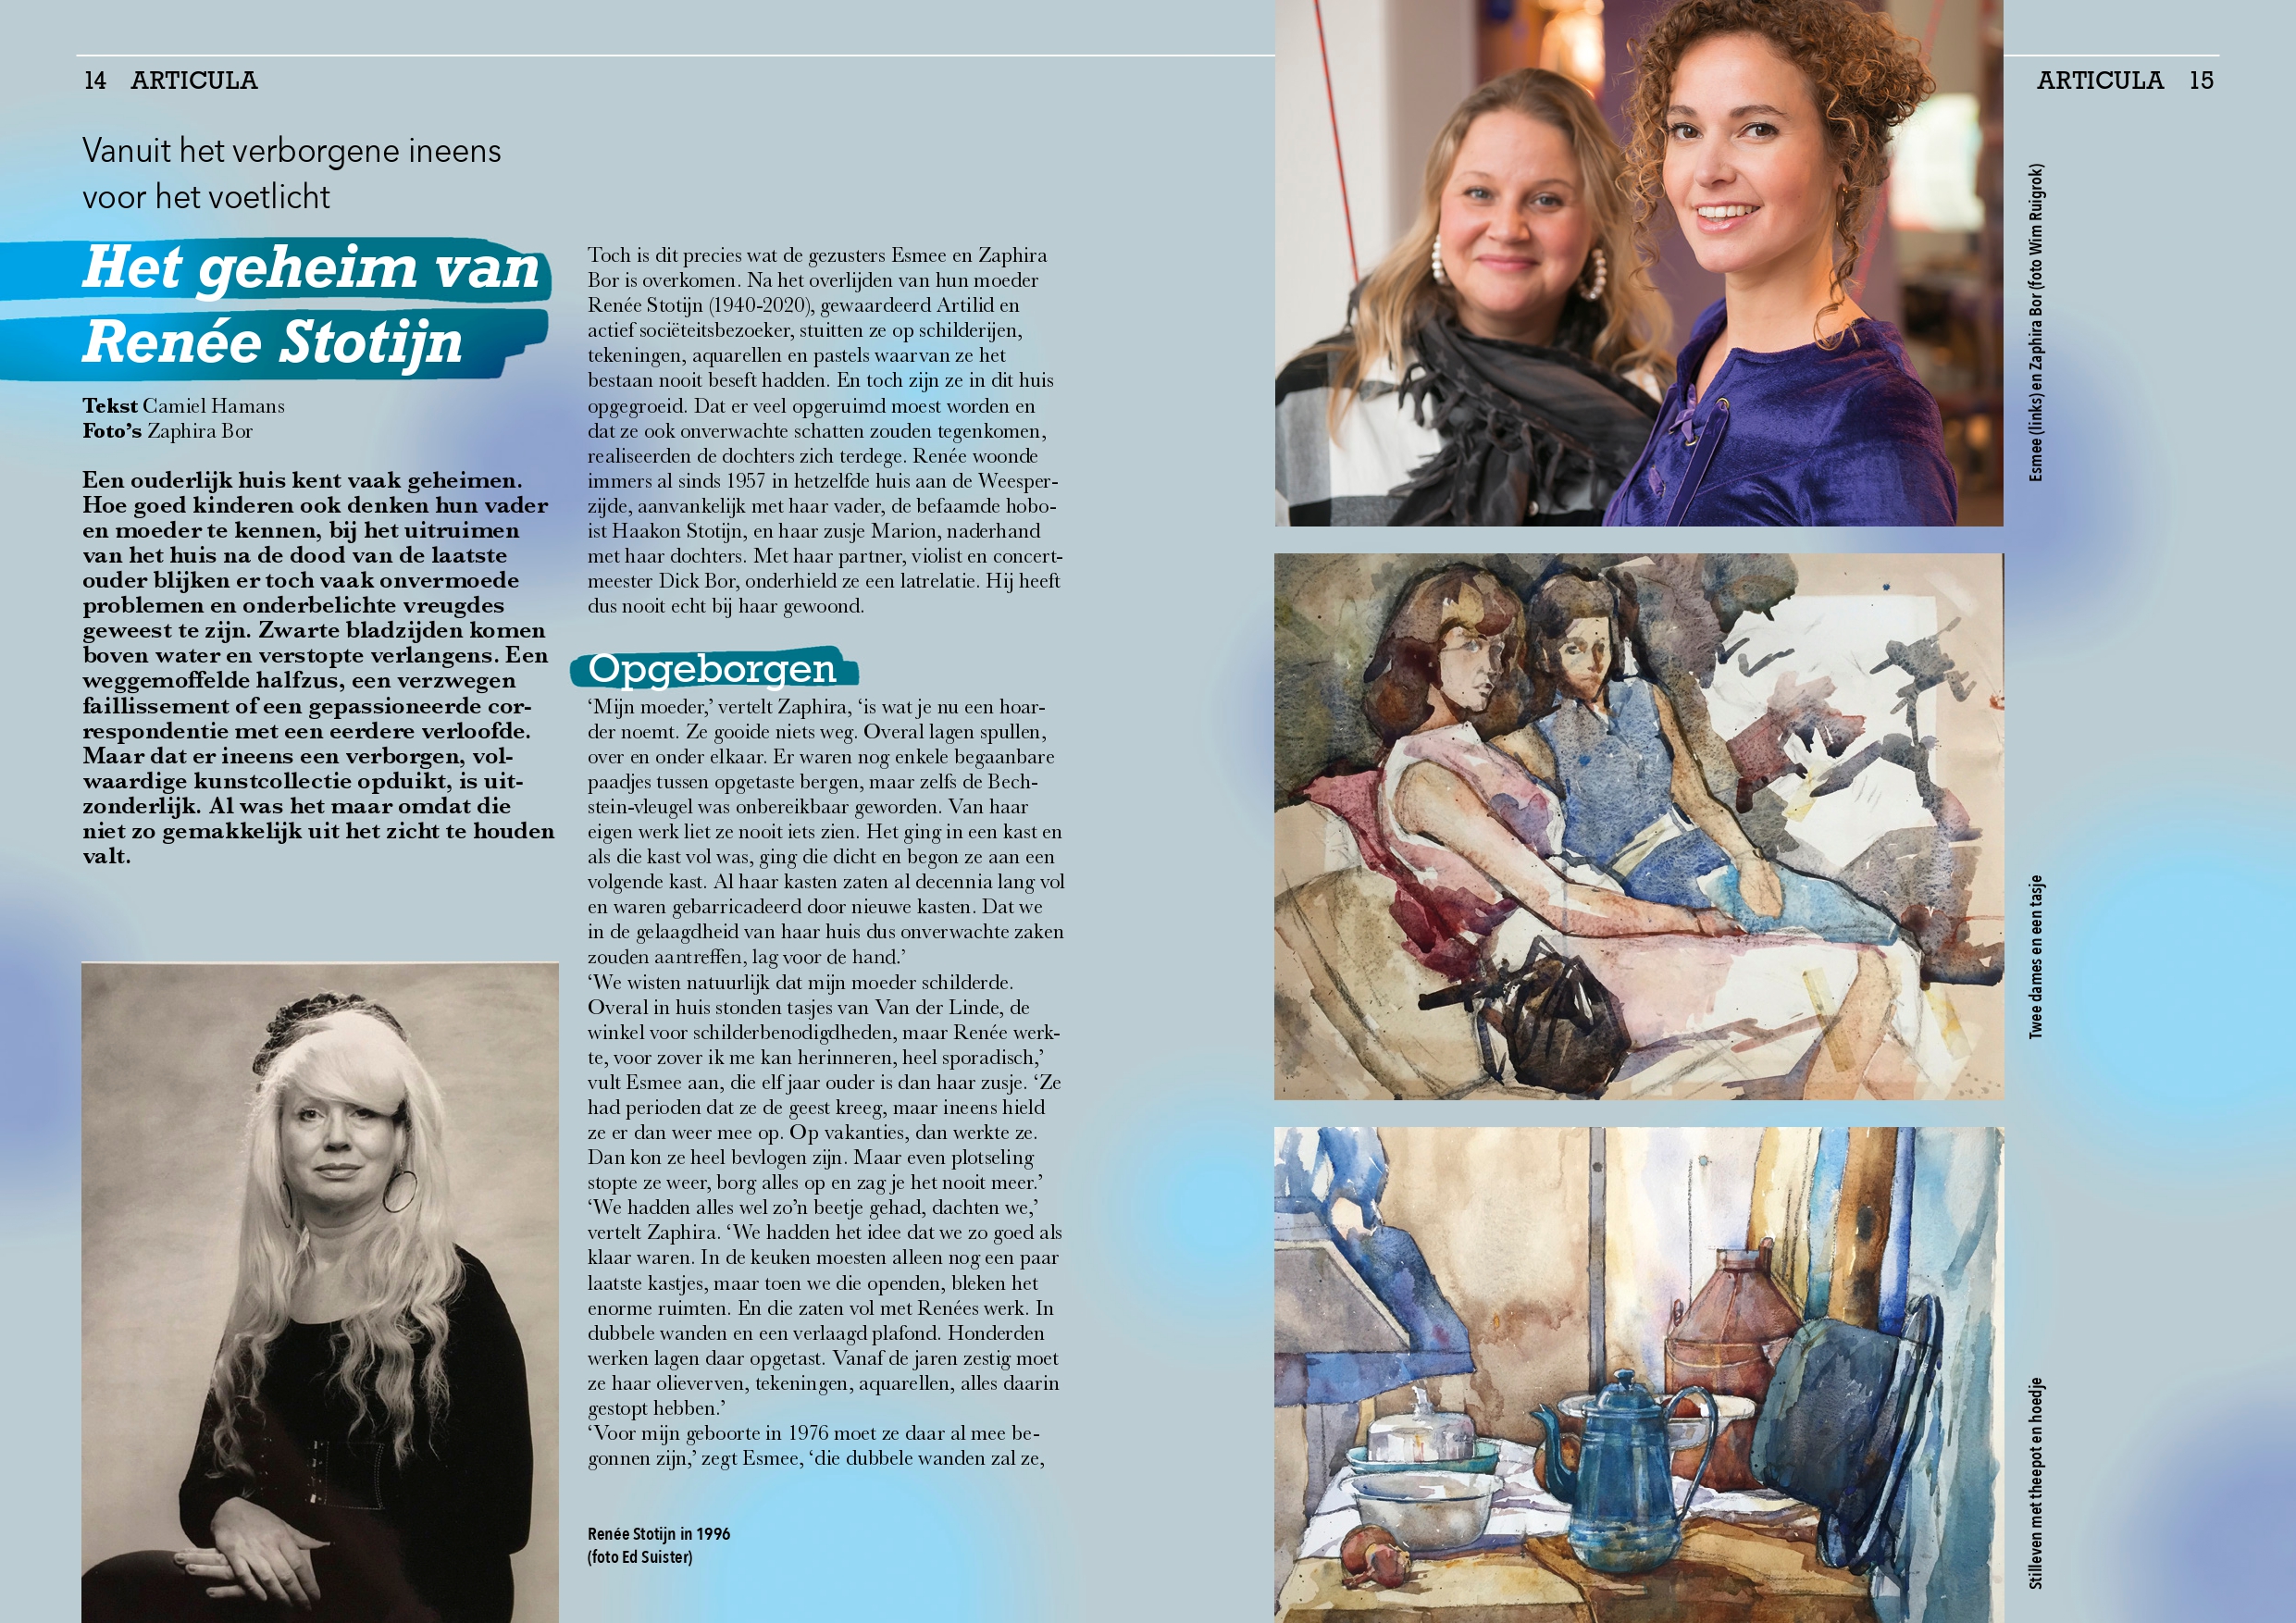 14 ARTICULA
Vanuit het verborgene ineens
voor het voetlicht
Het geheim van
Renée Stotijn
Tekst Camiel Hamans
Foto's Zaphira Bor
Een ouderlijk huis kent vaak geheimen.
Hoe goed kinderen ook denken hun vader
en moeder te kennen, bij het uitruimen
van het huis na de dood van de laatste
ouder blijken er toch vaak onvermoede
problemen en onderbelichte vreugdes
geweest te zijn. Zwarte bladzijden komen
boven water en verstopte verlangens. Een
weggemoffelde halfzus, een verzwegen
faillissement of een gepassioneerde cor-
respondentie met een eerdere verloofde.
Maar dat er ineens een verborgen, vol-
waardige kunstcollectie opduikt, is uit-
zonderlijk. Al was het maar omdat die
niet zo gemakkelijk uit het zicht te houden
valt.
Toch is dit precies wat de gezusters Esmee en Zaphira
Bor is overkomen. Na het overlijden van hun moeder
Renée Stotijn (1940-2020), gewaardeerd Artilid en
actief sociëteitsbezoeker, stuitten ze op schilderijen,
tekeningen, aquarellen en pastels waarvan ze het
bestaan nooit beseft hadden. En toch zijn ze in dit huis
opgegroeid. Dat er veel opgeruimd moest worden en
dat ze ook onverwachte schatten zouden tegenkomen,
realiseerden de dochters zich terdege. Renée woonde
immers al sinds 1957 in hetzelfde huis aan de Weesper-
zijde, aanvankelijk met haar vader, de befaamde hobo-
ist Haakon Stotijn, en haar zusje Marion, naderhand
met haar dochters. Met haar partner, violist en concert-
meester Dick Bor, onderhield ze een latrelatie. Hij heeft
dus nooit echt bij haar gewoond.
Opgeborgen
‘Mijn moeder,’ vertelt Zaphira, ‘is wat je nu een hoar-
der noemt. Ze gooide niets weg. Overal lagen spullen,
over en onder elkaar. Er waren nog enkele begaanbare
paadjes tussen opgetaste bergen, maar zelfs de Bech-
stein-vleugel was onbereikbaar geworden. Van haar
eigen werk liet ze nooit iets zien. Het ging in een kast en
als die kast vol was, ging die dicht en begon ze aan een
volgende kast. Al haar kasten zaten al decennia lang vol
en waren gebarricadeerd door nieuwe kasten. Dat we
in de gelaagdheid van haar huis dus onverwachte zaken
zouden aantreffen, lag voor de hand.’
‘We wisten natuurlijk dat mijn moeder schilderde.
Overal in huis stonden tasjes van Van der Linde, de
winkel voor schilderbenodigdheden, maar Renée werk-
te, voor zover ik me kan herinneren, heel sporadisch,’
vult Esmee aan, die elf jaar ouder is dan haar zusje. ‘Ze
had perioden dat ze de geest kreeg, maar ineens hield
ze er dan weer mee op. Op vakanties, dan werkte ze.
Dan kon ze heel bevlogen zijn. Maar even plotseling
stopte ze weer, borg alles op en zag je het nooit meer.’
‘We hadden alles wel zo’n beetje gehad, dachten we,’
vertelt Zaphira. ‘We hadden het idee dat we zo goed als
klaar waren. In de keuken moesten alleen nog een paar
laatste kastjes, maar toen we die openden, bleken het
enorme ruimten. En die zaten vol met Renées werk. In
dubbele wanden en een verlaagd plafond. Honderden
werken lagen daar opgetast. Vanaf de jaren zestig moet
ze haar olieverven, tekeningen, aquarellen, alles daarin
gestopt hebben.’
‘Voor mijn geboorte in 1976 moet ze daar al mee be-
gonnen zijn,’ zegt Esmee, ‘die dubbele wanden zal ze,
Renée Stotijn in 1996
(foto Ed Suister)
ARTICULA 15
Esmee (links) en Zaphira Bor (foto Wim Ruigrok)
Twee dames en een tasje
Stilleven met theepot en hoedje